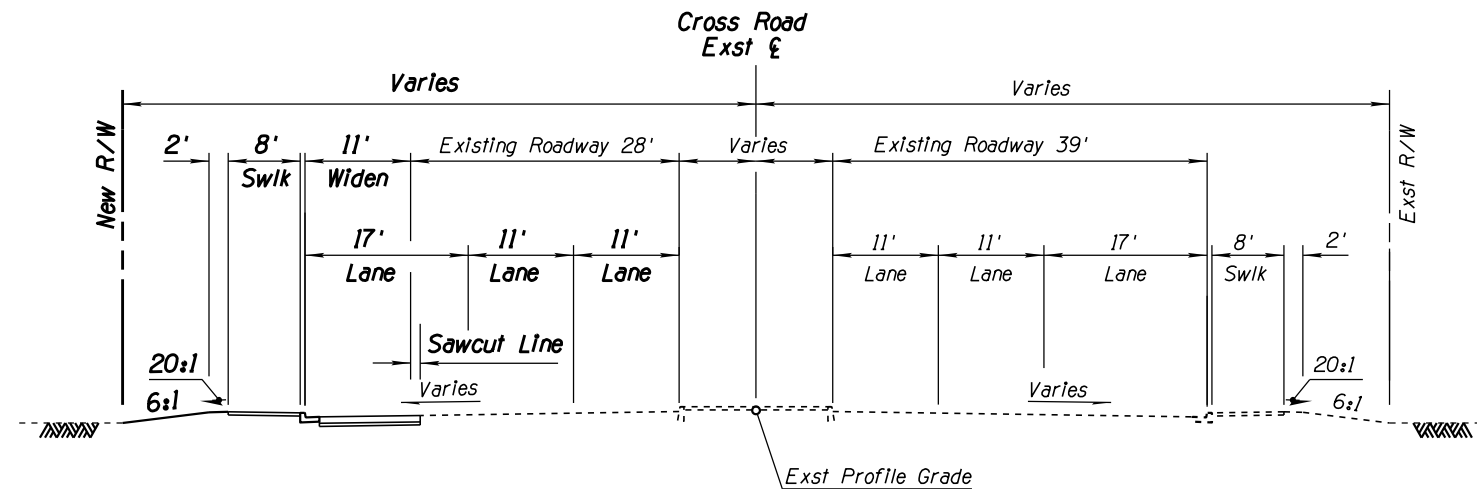 Cross Road
Exst ℄
Varies
Varies
New R/W
Exst R/W
2'
8'
Swlk
11'
Widen
Existing Roadway 28'
Varies
Existing Roadway 39'
17'
Lane
11'
Lane
11'
Lane
11'
Lane
11'
Lane
17'
Lane
8'
Swlk
2'
Sawcut Line
20:1
6:1
Varies
Varies
20:1
6:1
Exst Profile Grade